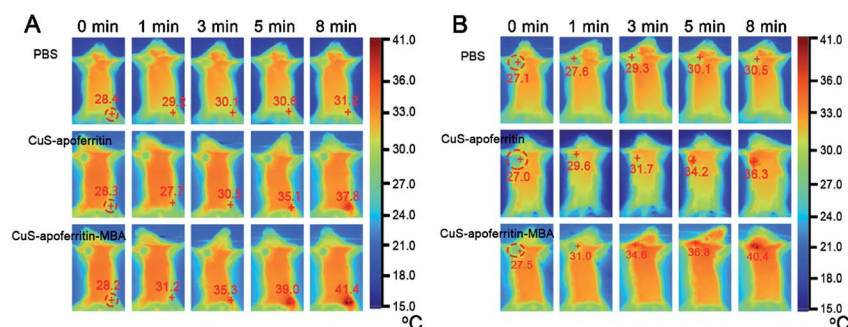 A
0 min 1 min 3 min 5 min 8 min
PBS
28.4 29.2 30.1 30.6 31.2
CuS-apoferritin
28.3 27.7 30.5 35.1 37.8
CuS-apoferritin-MBA
28.2 31.2 35.3 39.0 41.4
41.0
33.0
30.0
27.0
24.0
21.0
18.0
15.0
ºC
B
0 min 1 min 3 min 5 min 8 min
PBS
27.1 27.6 29.3 30.1 30.5
CuS-apoferritin
27.0 29.6 31.7 34.2 36.3
CuS-apoferritin-MBA
27.5 31.0 34.6 36.8 40.4
41.0
33.0
30.0
27.0
24.0
21.0
18.0
15.0
ºC